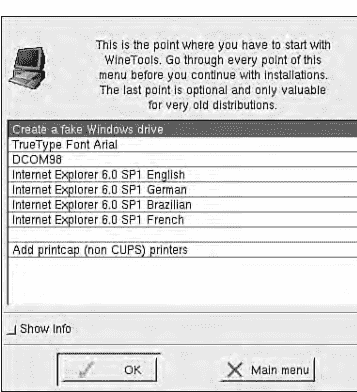 This is the point where you have to start with
WineTools. Go through every point of this
menu before you continue with installations.
The last point is optional and only valuable
for very old distributions.
Create a fake Windows drive
TrueType Font Arial
DCOM98
Internet Explorer 6.0 SP1 English
Internet Explorer 6.0 SP1 German
Internet Explorer 6.0 SP1 Brazilian
Internet Explorer 6.0 SP1 French
Add printcap (non CUPS) printers
Show Info
OK
Main menu